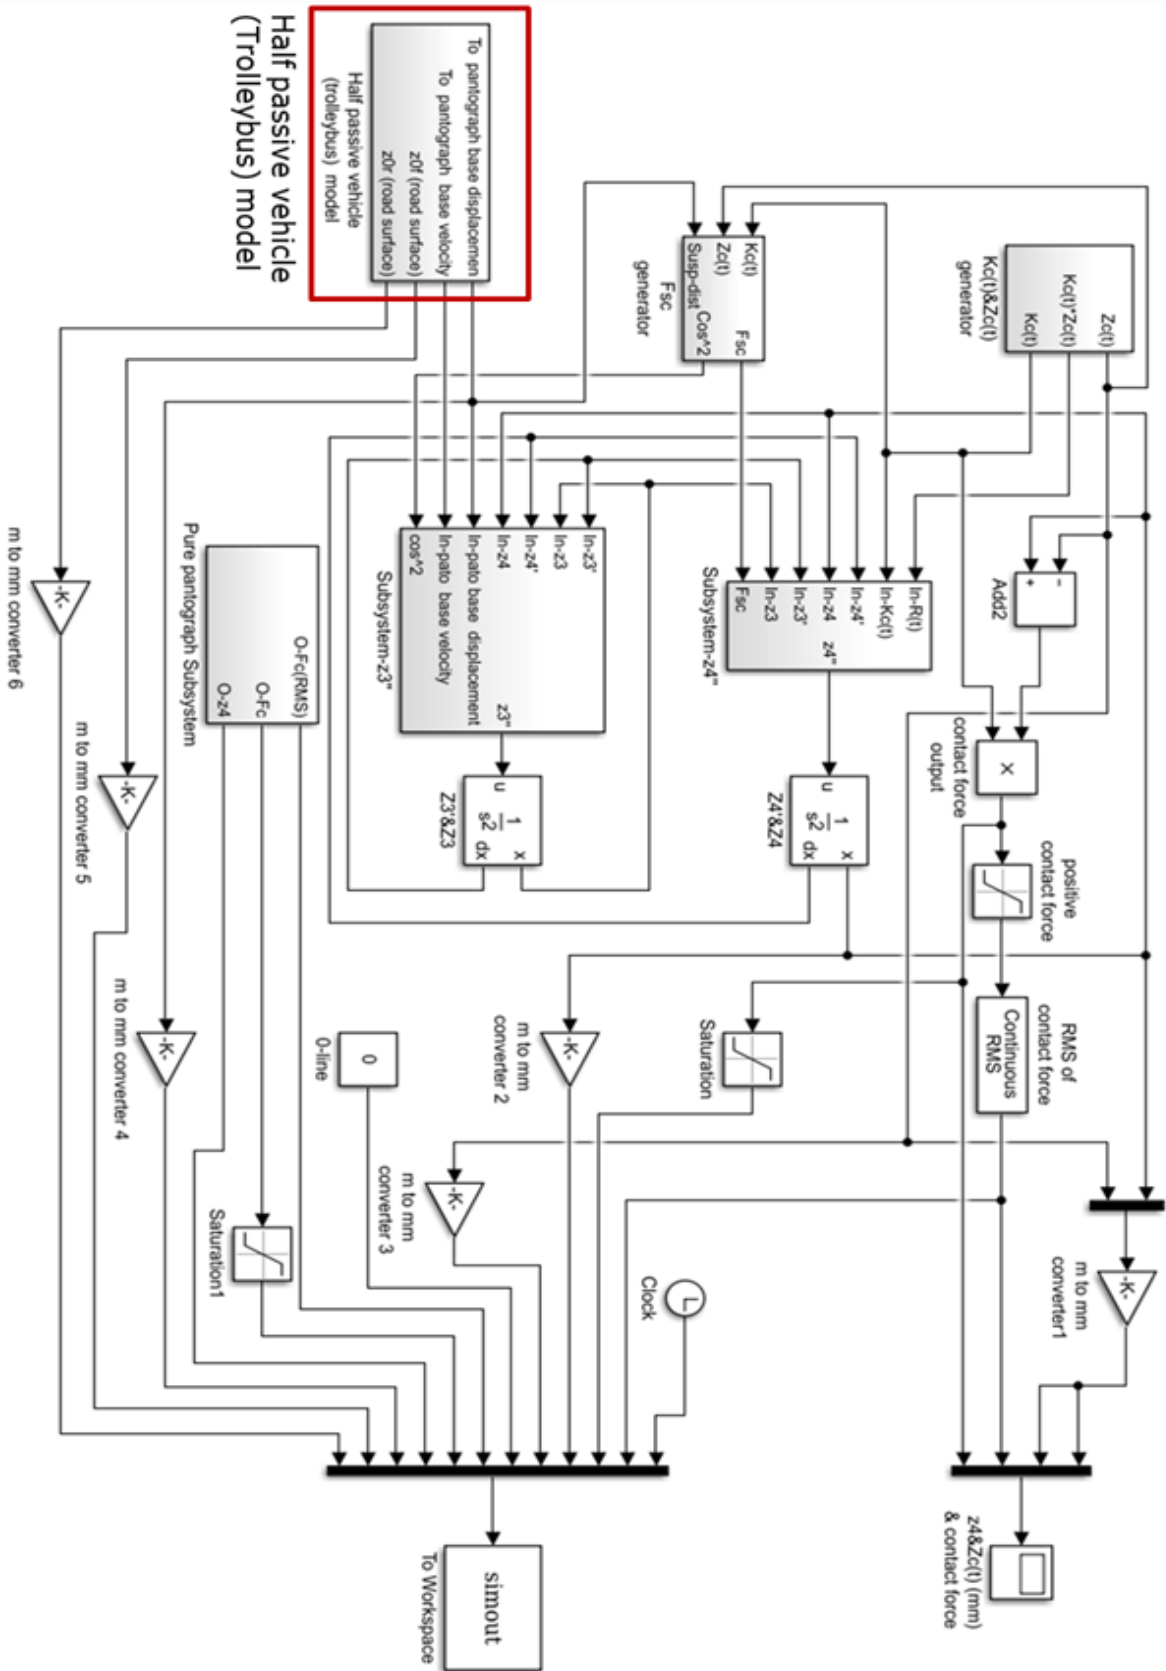 Zc(t)
Kc(t)*Zc(t)
Kc(t)
Kc(t)&Zc(t)
generator
Kc(t)
Zc(t)
Susp-dist
Fsc
Cos^2
Fsc
generator
To pantograph base displacemen
To pantograph base velocity
z0f (road surface)
z0r (road surface)
Half passive vehicle
(trolleybus) model
Half passive vehicle
(Trolleybus) model
−
+
Add2
In-R(t)
In-Kc(t)
In-z4'
In-z4
In-z3'
In-z3
Fsc
z4"
Subsystem-z4"
In-z3'
In-z3
In-z4'
In-z4
In-pato base displacement
In-pato base velocity
cos^2
z3"
Subsystem-z3"
O-Fc(RMS)
O-Fc
O-z4
Pure pantograph Subsystem
-K-
m to mm converter 6
×
contact force
output
u
1
s2
x
dx
Z4'&Z4
u
1
s2
x
dx
Z3'&Z3
-K-
m to mm converter 5
positive
contact force
RMS of
contact force
Continuous
RMS
Saturation
-K-
m to mm
converter 2
0
0-line
-K-
m to mm converter 4
-K-
m to mm
converter 3
Saturation1
-K-
m to mm
converter1
Clock
z4&Zc(t) (mm)
& contact force
simout
To Workspace